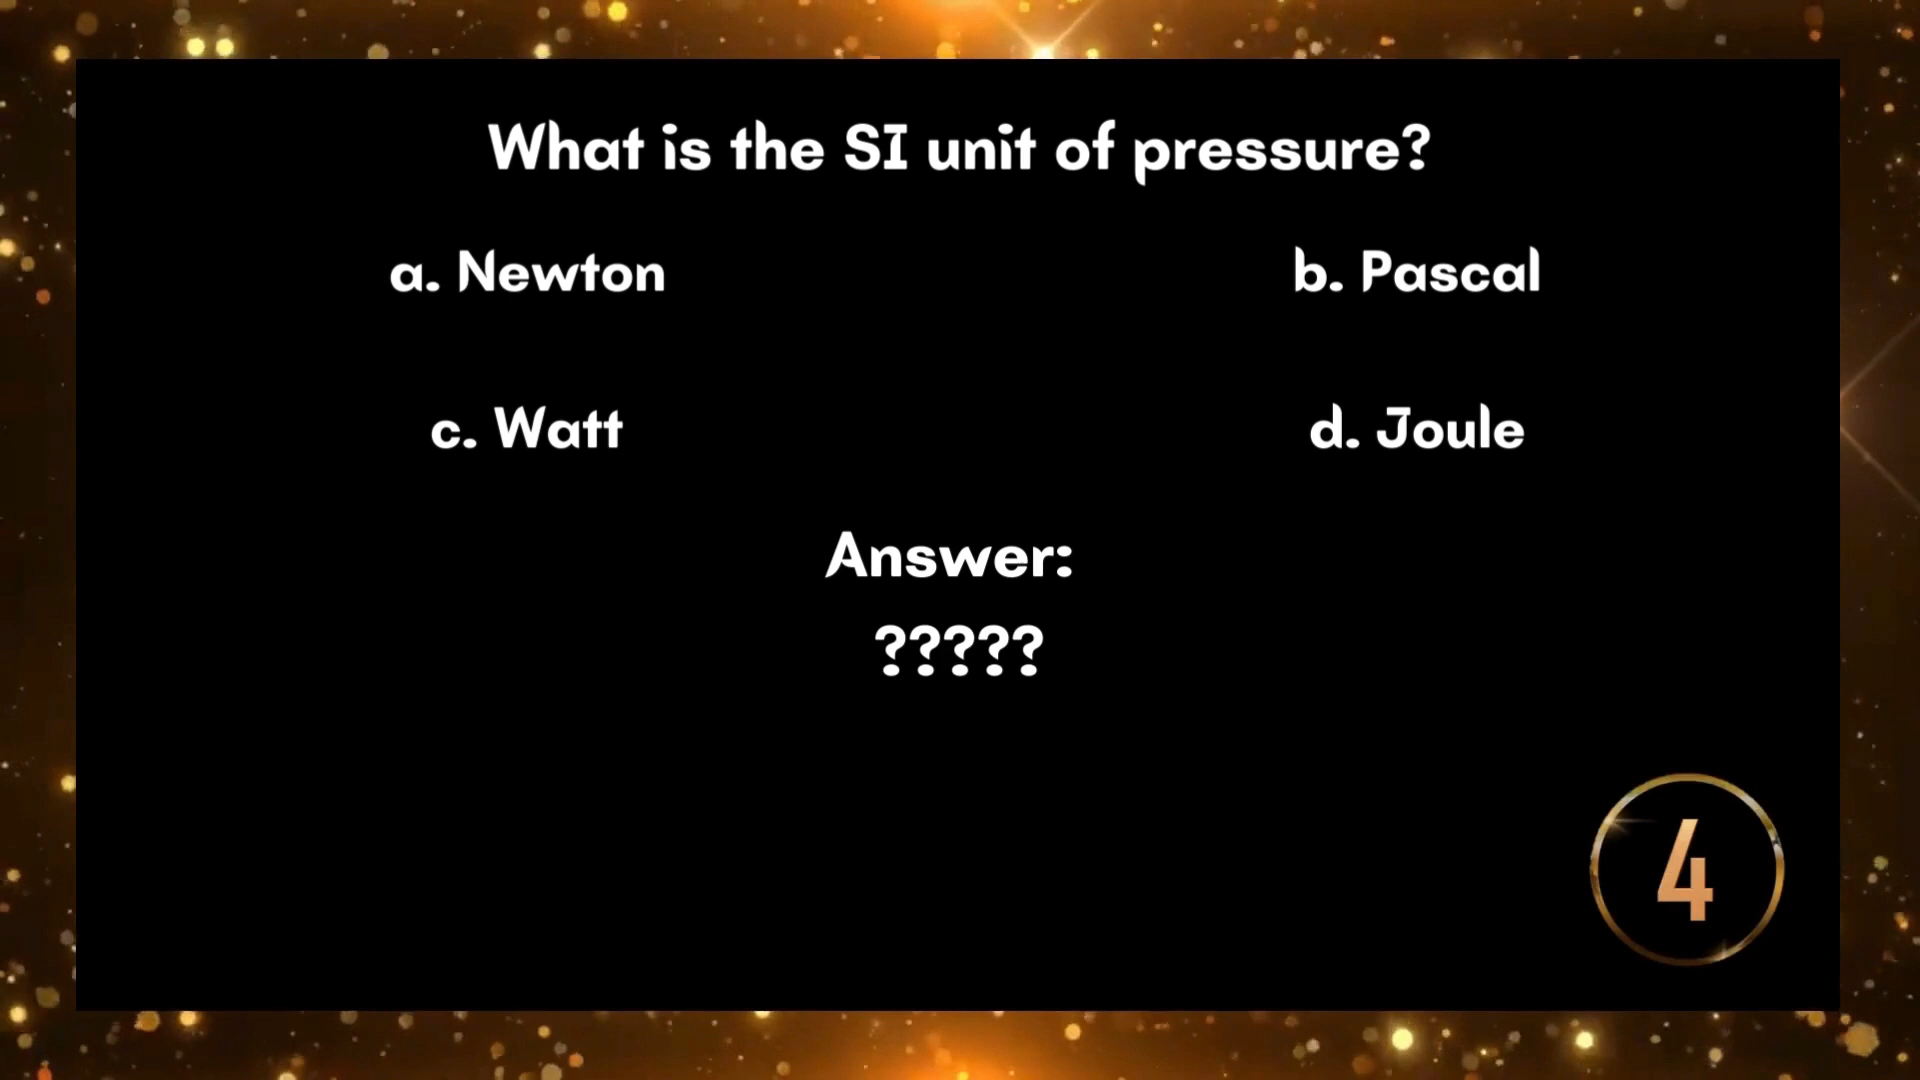 What is the SI unit of pressure?
a. Newton
b. Pascal
c. Watt
d. Joule
Answer:
?????
4